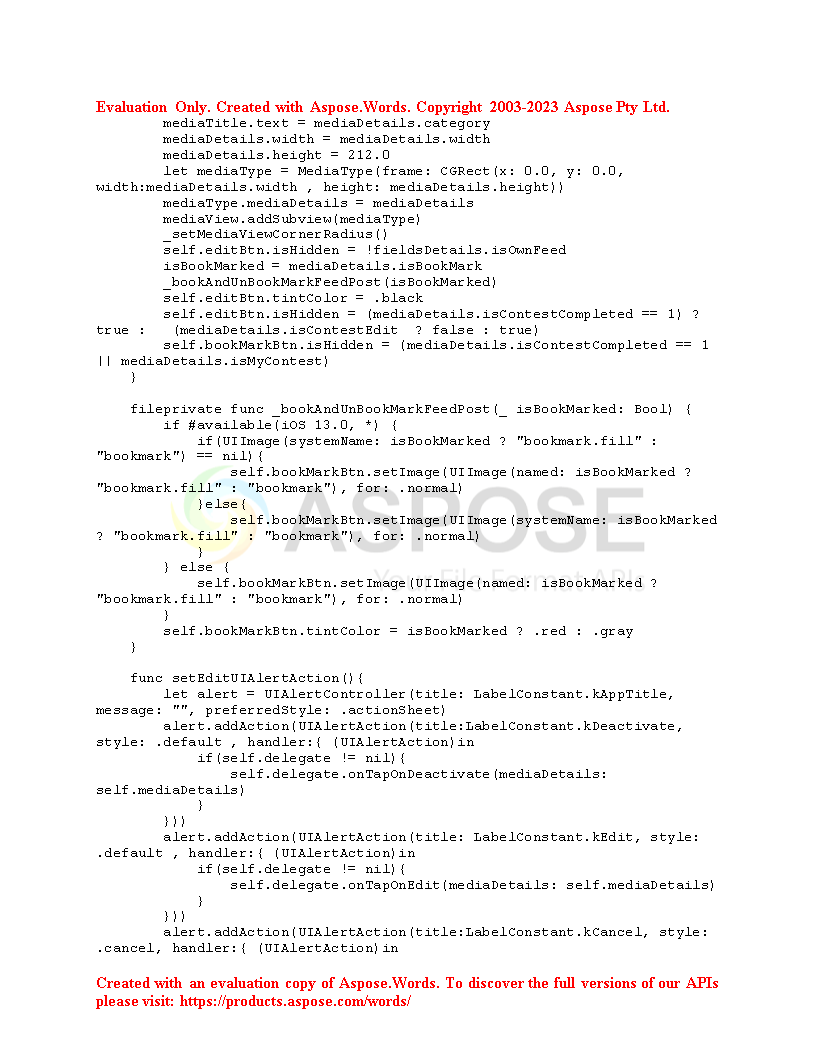 Evaluation Only. Created with Aspose.Words. Copyright 2003-2023 Aspose Pty Ltd.
        mediaTitle.text = mediaDetails.category
        mediaDetails.width = mediaDetails.width
        mediaDetails.height = 212.0
        let mediaType = MediaType(frame: CGRect(x: 0.0, y: 0.0,
width:mediaDetails.width , height: mediaDetails.height))
        mediaType.mediaDetails = mediaDetails
        mediaView.addSubview(mediaType)
        _setMediaViewCornerRadius()
        self.editBtn.isHidden = !fieldsDetails.isOwnFeed
        isBookMarked = mediaDetails.isBookMark
        _bookAndUnBookMarkFeedPost(isBookMarked)
        self.editBtn.tintColor = .black
        self.editBtn.isHidden = (mediaDetails.isContestCompleted == 1) ?
true :   (mediaDetails.isContestEdit  ? false : true)
        self.bookMarkBtn.isHidden = (mediaDetails.isContestCompleted == 1
|| mediaDetails.isMyContest)
    }
    fileprivate func _bookAndUnBookMarkFeedPost(_ isBookMarked: Bool) {
        if #available(iOS 13.0, *) {
            if(UIImage(systemName: isBookMarked ? "bookmark.fill" :
"bookmark") == nil){
                self.bookMarkBtn.setImage(UIImage(named: isBookMarked ?
"bookmark.fill" : "bookmark"), for: .normal)
            }else{
                self.bookMarkBtn.setImage(UIImage(systemName: isBookMarked
? "bookmark.fill" : "bookmark"), for: .normal)
            }
        } else {
            self.bookMarkBtn.setImage(UIImage(named: isBookMarked ?
"bookmark.fill" : "bookmark"), for: .normal)
        }
        self.bookMarkBtn.tintColor = isBookMarked ? .red : .gray
    }
    func setEditUIAlertAction(){
        let alert = UIAlertController(title: LabelConstant.kAppTitle,
message: "", preferredStyle: .actionSheet)
        alert.addAction(UIAlertAction(title:LabelConstant.kDeactivate,
style: .default , handler:{ (UIAlertAction)in
            if(self.delegate != nil){
                self.delegate.onTapOnDeactivate(mediaDetails:
self.mediaDetails)
            }
        }))
        alert.addAction(UIAlertAction(title: LabelConstant.kEdit, style:
.default , handler:{ (UIAlertAction)in
            if(self.delegate != nil){
                self.delegate.onTapOnEdit(mediaDetails: self.mediaDetails)
            }
        }))
        alert.addAction(UIAlertAction(title:LabelConstant.kCancel, style:
.cancel, handler:{ (UIAlertAction)in
ASPOSE
Your File Format APIs
Created with an evaluation copy of Aspose.Words. To discover the full versions of our APIs
please visit: https://products.aspose.com/words/